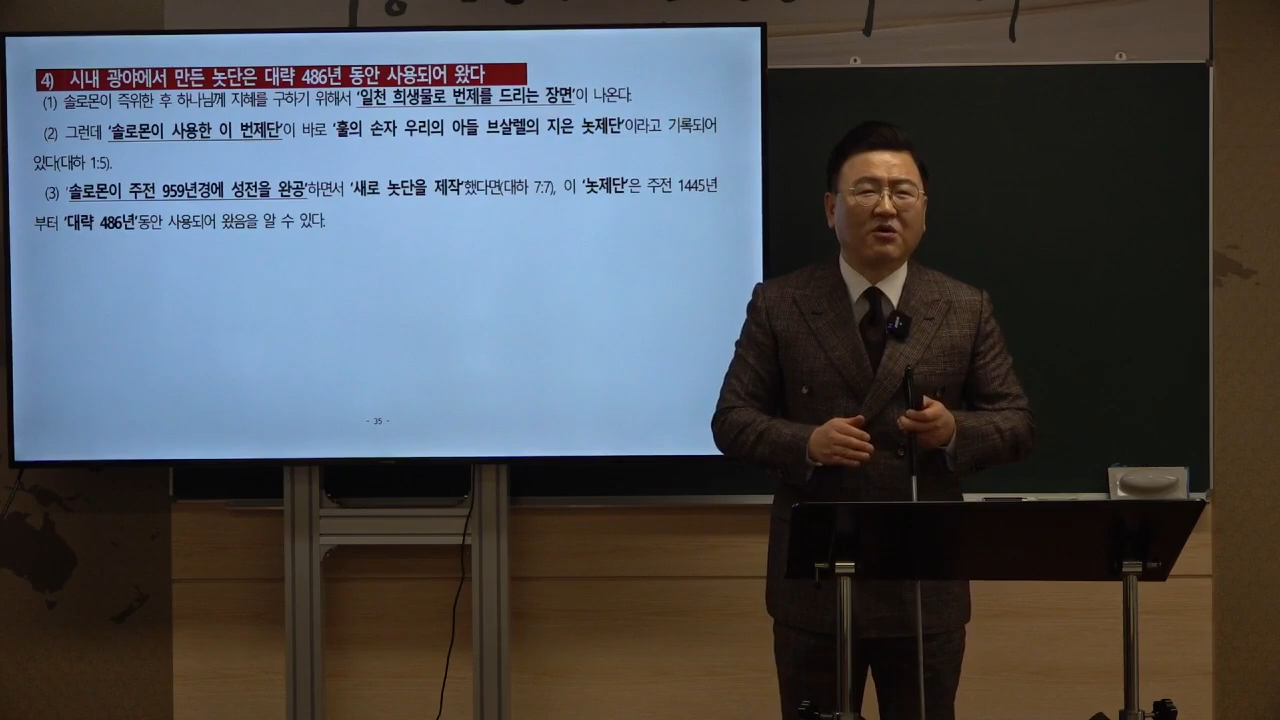 4) 시내 광야에서 만든 놋단은 대략 486년 동안 사용되어 왔다
(1) 솔로몬이 즉위한 후 하나님께 지혜를 구하기 위해서 '일천 희생물로 번제를 드리는 장면'이 나온다.
(2) 그런데 '솔로몬이 사용한 이 번제단'이 바로 '훌의 손자 우리의 아들 브살렐의 지은 놋제단'이라고 기록되어
있다(대하 1:5).
(3) '솔로몬이 주전 959년경에 성전을 완공'하면서 '새로 놋단을 제작'했다면(대하 7:7), 이 '놋제단'은 주전 1445년
부터 '대략 486년'동안 사용되어 왔음을 알 수 있다.
- 35 -